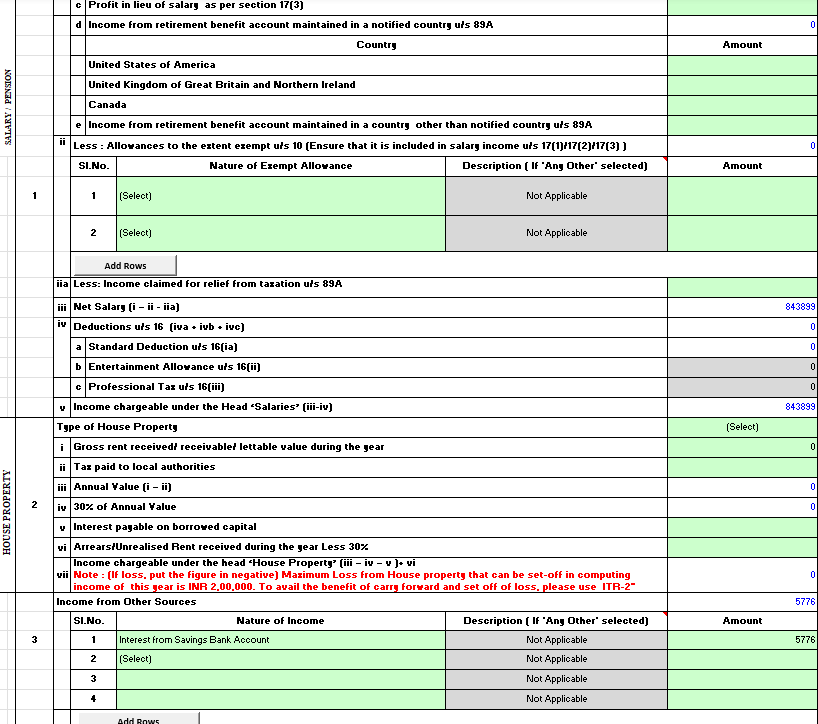 c Profit in lieu of salary as per section 17(3)
d Income from retirement benefit account maintained in a notified country u/s 89A 0
Country Amount
United States of America
United Kingdom of Great Britain and Northern Ireland
Canada
e Income from retirement benefit account maintained in a country other than notified country u/s 89A
SALARY / PENSION
ii Less : Allowances to the extent exempt u/s 10 (Ensure that it is included in salary income u/s 17(1)/17(2)/17(3) ) 0
Sl.No. Nature of Exempt Allowance Description ( If 'Any Other' selected) Amount
1 1 (Select) Not Applicable
2 (Select) Not Applicable
Add Rows
iia Less: Income claimed for relief from taxation u/s 89A
iii Net Salary (i – ii - iia) 843899
iv Deductions u/s 16 (iva + ivb + ivc) 0
a Standard Deduction u/s 16(ia) 0
b Entertainment Allowance u/s 16(ii) 0
c Professional Tax u/s 16(iii) 0
v Income chargeable under the Head ‘Salaries’ (iii-iv) 843899
Type of House Property (Select)
i Gross rent received/ receivable/ lettable value during the year 0
ii Tax paid to local authorities
iii Annual Value (i – ii) 0
HOUSE PROPERTY
2 iv 30% of Annual Value 0
v Interest payable on borrowed capital
vi Arrears/Unrealised Rent received during the year Less 30%
Income chargeable under the head ‘House Property’ (iii – iv – v )+ vi
vii Note : (If loss, put the figure in negative) Maximum Loss from House property that can be set-off in computing 0
income of this year is INR 2,00,000. To avail the benefit of carry forward and set off of loss, please use ITR-2"
Income from Other Sources 5776
Sl.No. Nature of Income Description ( If 'Any Other' selected) Amount
3 1 Interest from Savings Bank Account Not Applicable 5776
2 (Select) Not Applicable
3 Not Applicable
4 Not Applicable
Add Rows